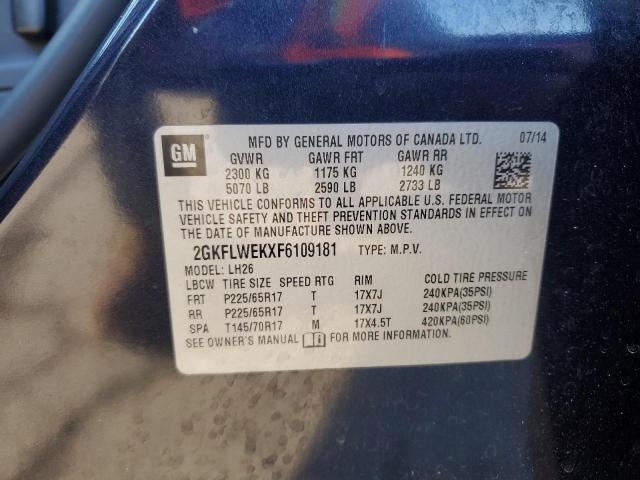 GM
MFD BY GENERAL MOTORS OF CANADA LTD. 07/14
GVWR GAWR FRT GAWR RR
2300 KG 1175 KG 1240 KG
5070 LB 2590 LB 2733 LB
THIS VEHICLE CONFORMS TO ALL APPLICABLE U.S. FEDERAL MOTOR
VEHICLE SAFETY AND THEFT PREVENTION STANDARDS IN EFFECT ON
THE DATE OF MANUFACTURE SHOWN ABOVE.
2GKFLWEKXF6109181 TYPE: M.P.V.
MODEL: LH26
LBCW TIRE SIZE SPEED RTG RIM COLD TIRE PRESSURE
FRT P225/65R17 T 17X7J 240KPA(35PSI)
RR P225/65R17 T 17X7J 240KPA(35PSI)
SPA T145/70R17 M 17X4.5T 420KPA(60PSI)
SEE OWNER'S MANUAL FOR MORE INFORMATION.